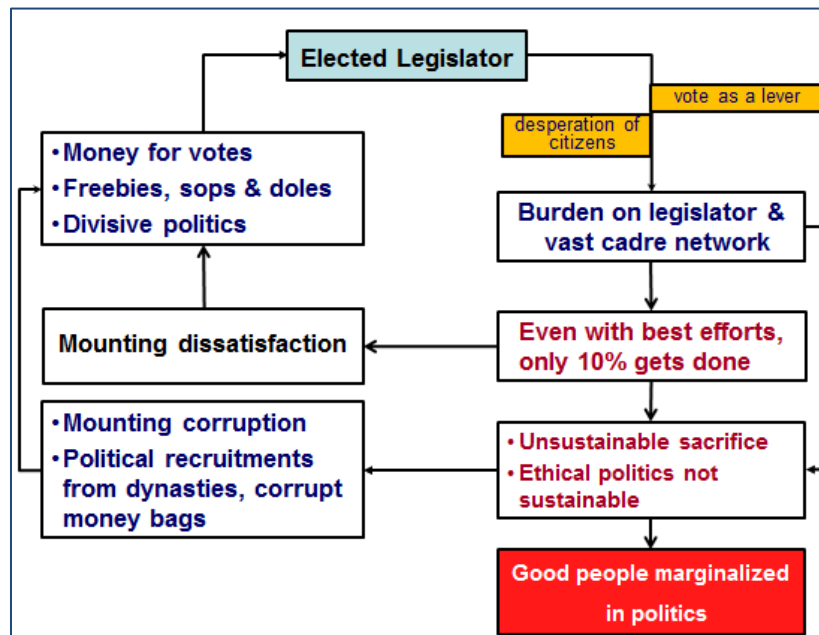 Elected Legislator
vote as a lever
desperation of
citizens
• Money for votes
• Freebies, sops & doles
• Divisive politics
Burden on legislator &
vast cadre network
Mounting dissatisfaction
Even with best efforts,
only 10% gets done
• Mounting corruption
• Political recruitments
from dynasties, corrupt
money bags
• Unsustainable sacrifice
• Ethical politics not
sustainable
Good people marginalized
in politics